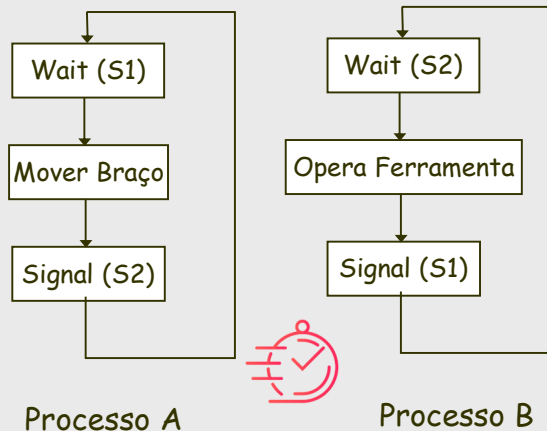 Wait (S1)
Mover Braço
Signal (S2)
Processo A
Wait (S2)
Opera Ferramenta
Signal (S1)
Processo B